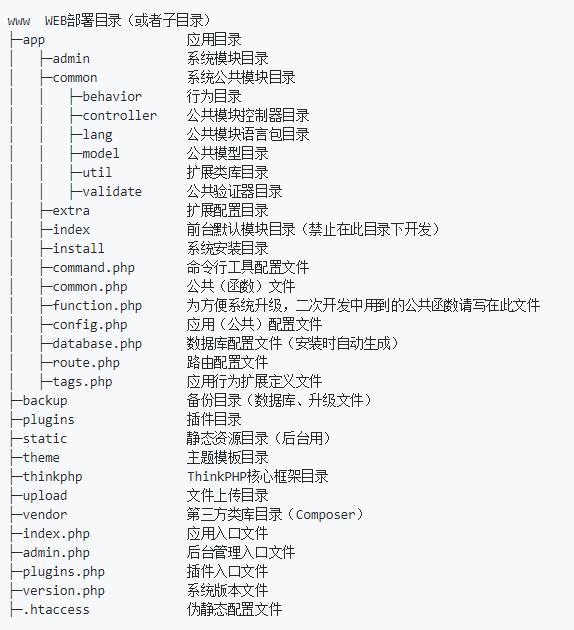 www  WEB部署目录（或者子目录）
├─app                     应用目录
│   ├─admin             系统模块目录
│   ├─common          系统公共模块目录
│   │   ├─behavior      行为目录
│   │   ├─controller    公共模块控制器目录
│   │   ├─lang          公共模块语言包目录
│   │   ├─model         公共模型目录
│   │   ├─util          扩展类库目录
│   │   ├─validate      公共验证器目录
│   ├─extra             扩展配置目录
│   ├─index             前台默认模块目录（禁止在此目录下开发）
│   ├─install           系统安装目录
│   ├─command.php       命令行工具配置文件
│   ├─common.php        公共（函数）文件
│   ├─function.php      为方便系统升级，二次开发中用到的公共函数请写在此文件
│   ├─config.php        应用（公共）配置文件
│   ├─database.php      数据库配置文件（安装时自动生成）
│   ├─route.php         路由配置文件
│   ├─tags.php          应用行为扩展定义文件
├─backup                备份目录（数据库、升级文件）
├─plugins               插件目录
├─static                静态资源目录（后台用）
├─theme                 主题模板目录
├─thinkphp              ThinkPHP核心框架目录
├─upload                文件上传目录
├─vendor                第三方类库目录（Composer）
├─index.php             应用入口文件
├─admin.php             后台管理入口文件
├─plugins.php           插件入口文件
├─version.php           系统版本文件
├─.htaccess             伪静态配置文件